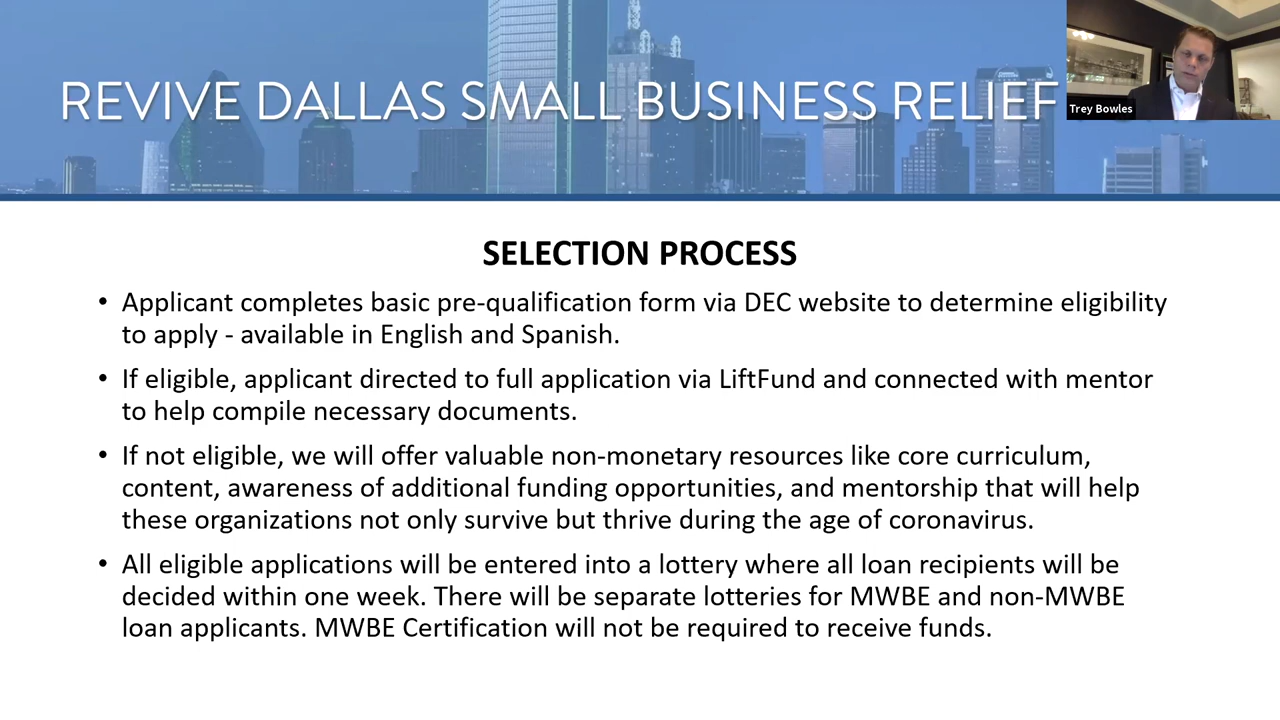 REVIVE DALLAS SMALL BUSINESS RELIEF
Trey Bowles
SELECTION PROCESS
• Applicant completes basic pre-qualification form via DEC website to determine eligibility
to apply - available in English and Spanish.
• If eligible, applicant directed to full application via LiftFund and connected with mentor
to help compile necessary documents.
• If not eligible, we will offer valuable non-monetary resources like core curriculum,
content, awareness of additional funding opportunities, and mentorship that will help
these organizations not only survive but thrive during the age of coronavirus.
• All eligible applications will be entered into a lottery where all loan recipients will be
decided within one week. There will be separate lotteries for MWBE and non-MWBE
loan applicants. MWBE Certification will not be required to receive funds.